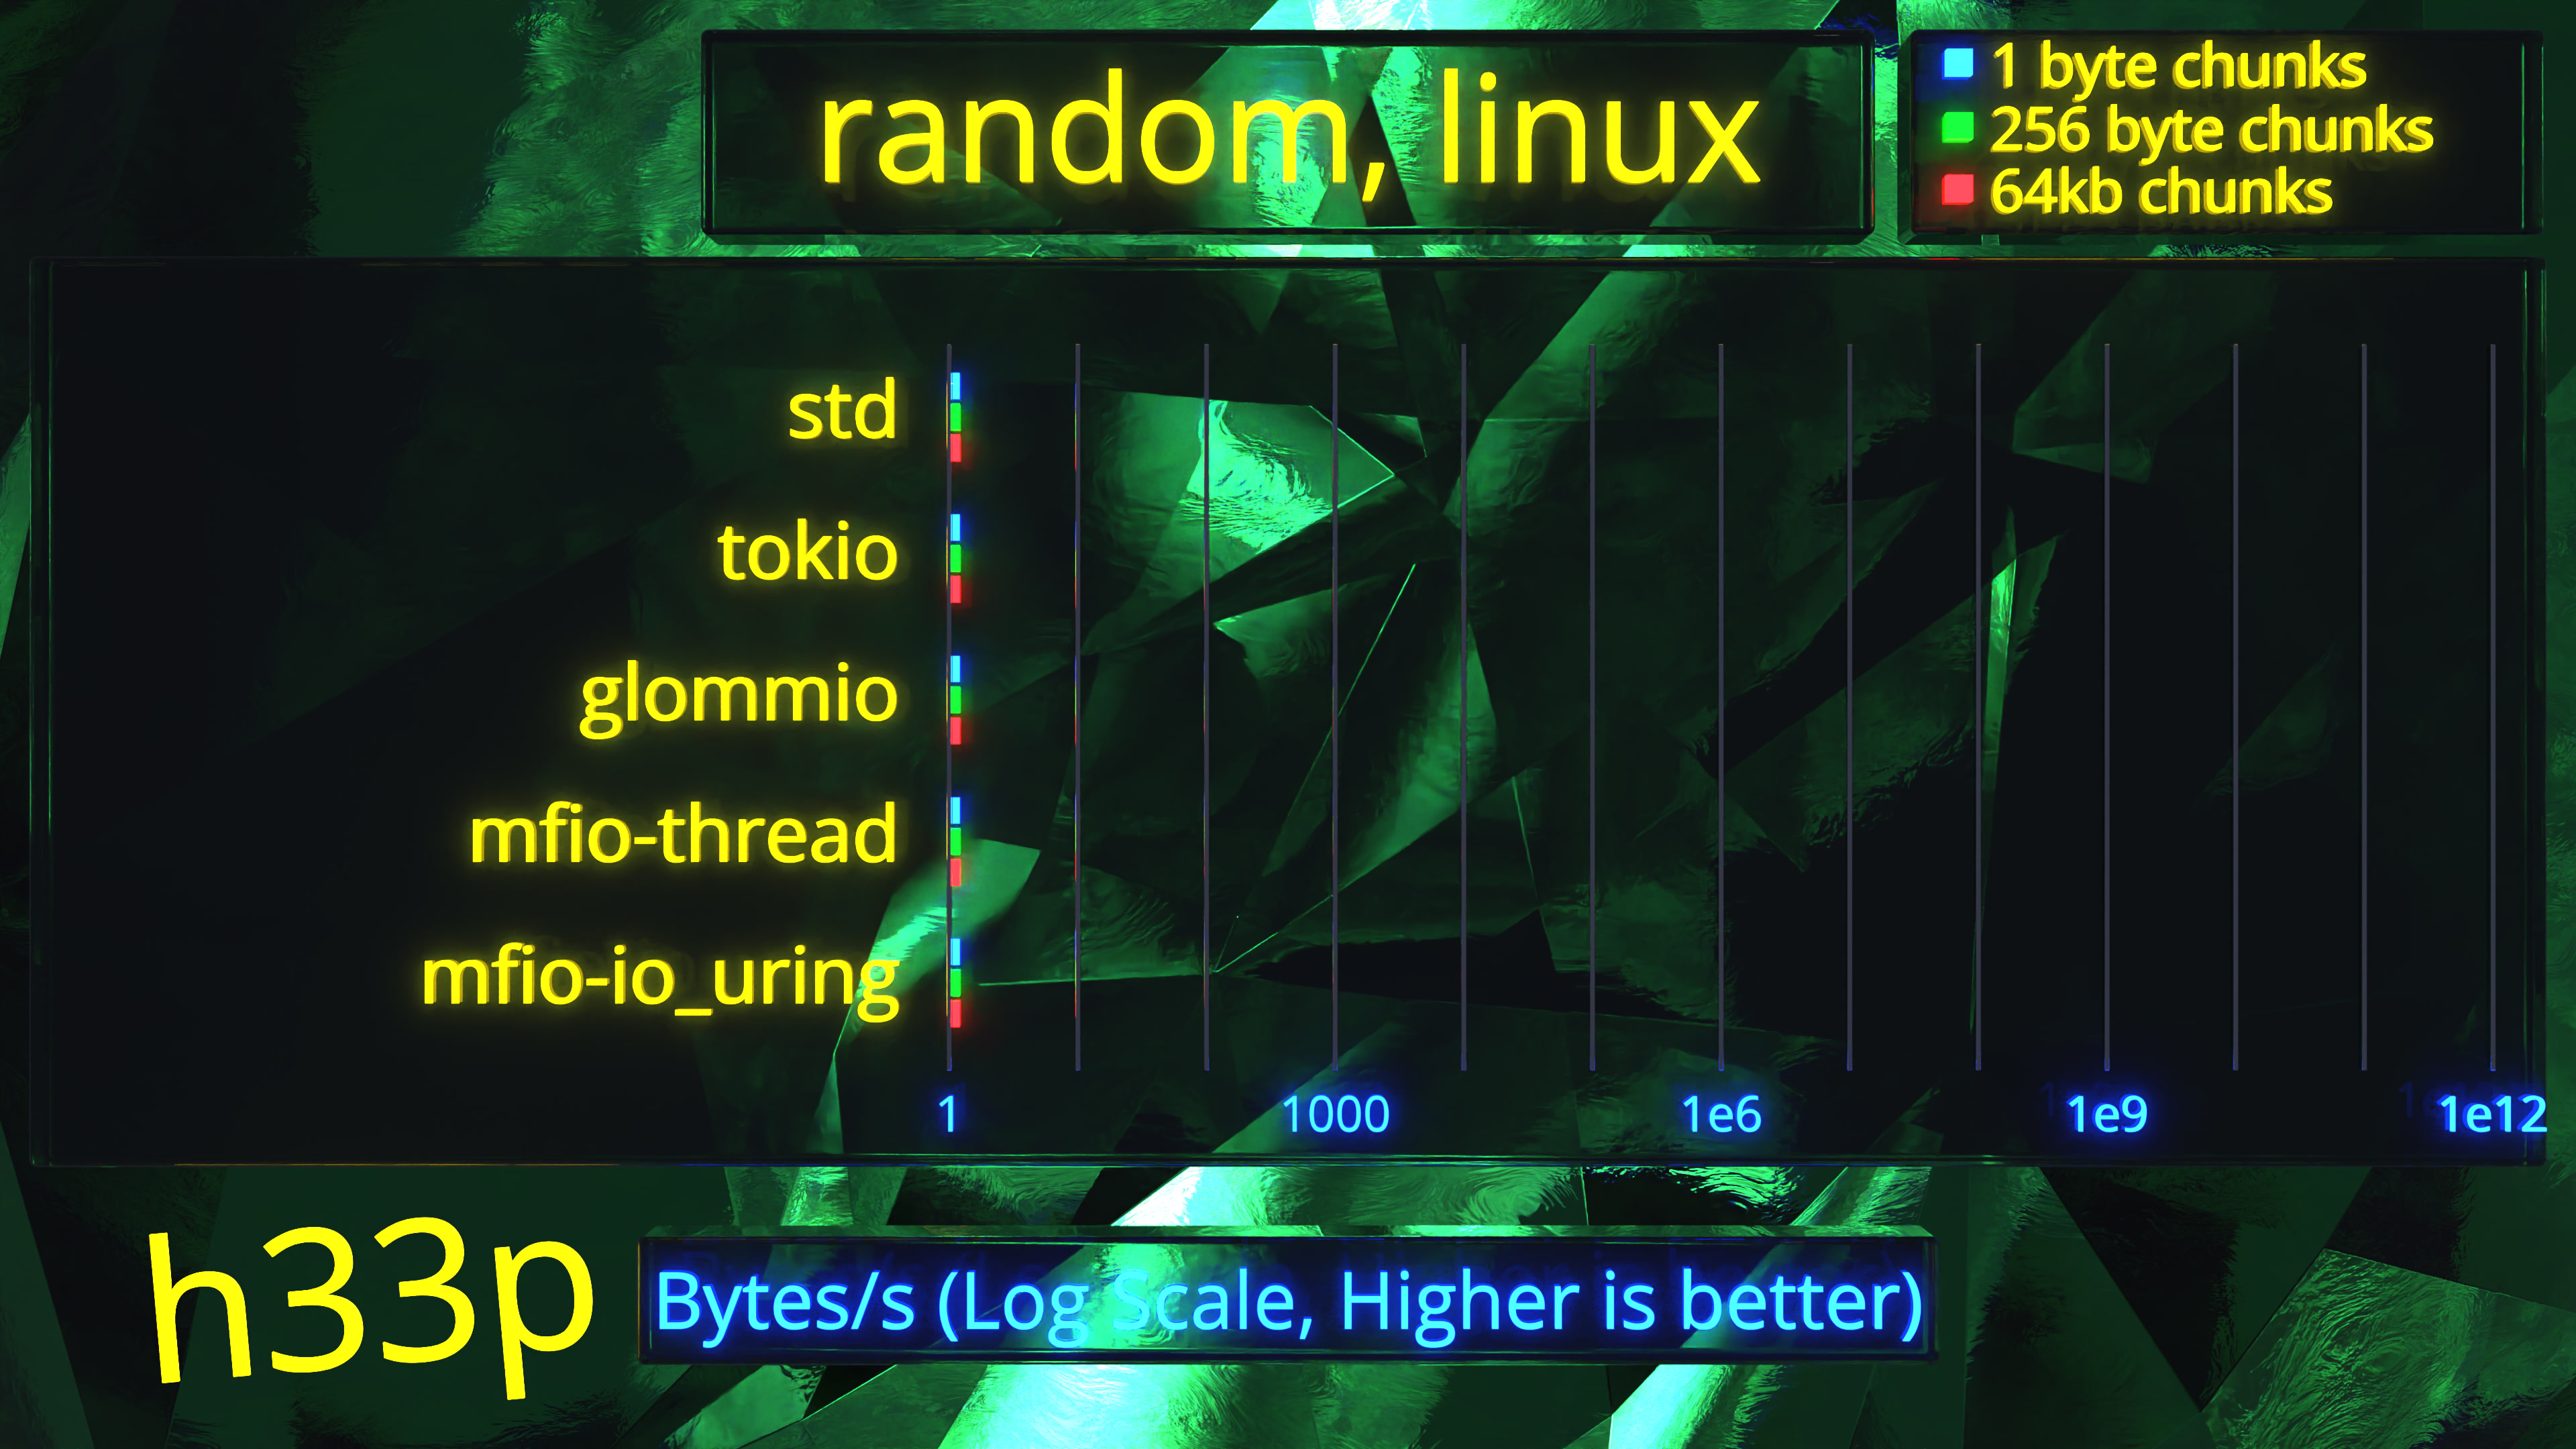 random, linux
1 byte chunks
256 byte chunks
64kb chunks
std
tokio
glommio
mfio-thread
mfio-io_uring
1 1000 1e6 1e9 1e12
h33p
Bytes/s (Log Scale, Higher is better)